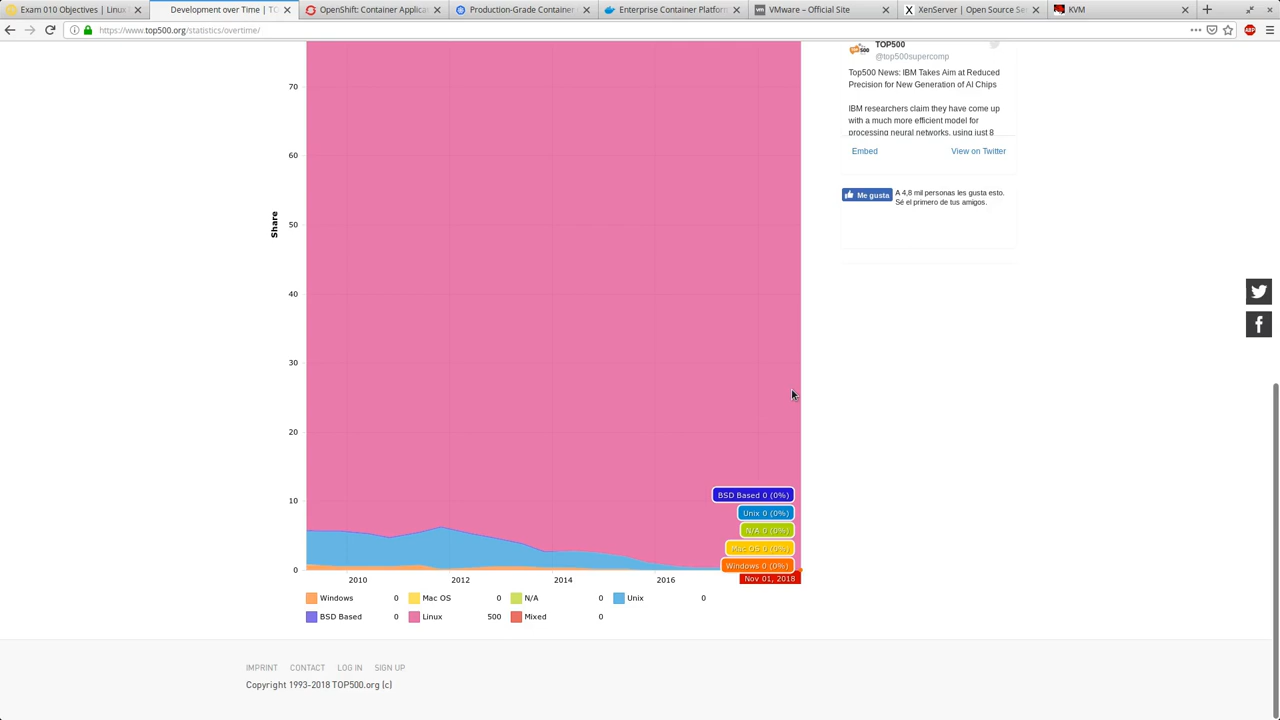 Exam 010 Objectives | Linux
Development over Time | TO
OpenShift: Container Applica
Production-Grade Container
Enterprise Container Platform
VMware – Official Site
XenServer | Open Source Se
KVM
https://www.top500.org/statistics/overtime/
ABP
TOP500
@top500supercomp
Top500 News: IBM Takes Aim at Reduced
Precision for New Generation of AI Chips
IBM researchers claim they have come up
with a much more efficient model for
processing neural networks, using just 8
Embed
View on Twitter
Me gusta
A 4,8 mil personas les gusta esto.
Sé el primero de tus amigos.
Share
70
60
50
40
30
20
10
0
BSD Based 0 (0%)
Unix 0 (0%)
N/A 0 (0%)
Mac OS 0 (0%)
Windows 0 (0%)
Nov 01, 2018
2010 2012 2014 2016
Windows 0 Mac OS 0 N/A 0 Unix 0
BSD Based 0 Linux 500 Mixed 0
IMPRINT CONTACT LOG IN SIGN UP
Copyright 1993-2018 TOP500.org (c)